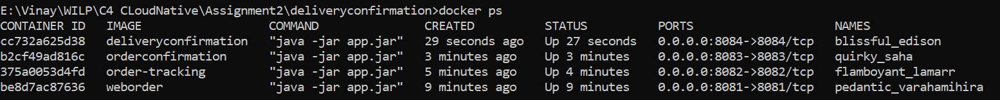 E:\Vinay\WILP\C4 CLoudNative\Assignment2\deliveryconfirmation>docker ps
CONTAINER ID   IMAGE                  COMMAND               CREATED          STATUS          PORTS                    NAMES
cc732a625d38   deliveryconfirmation   "java -jar app.jar"   29 seconds ago   Up 27 seconds   0.0.0.0:8084->8084/tcp   blissful_edison
b2cf49ad816c   orderconfirmation      "java -jar app.jar"   3 minutes ago    Up 3 minutes    0.0.0.0:8083->8083/tcp   quirky_saha
375a0053d4fd   order-tracking         "java -jar app.jar"   5 minutes ago    Up 4 minutes    0.0.0.0:8082->8082/tcp   flamboyant_lamarr
be8d7ac87636   weborder               "java -jar app.jar"   9 minutes ago    Up 9 minutes    0.0.0.0:8081->8081/tcp   pedantic_varahamihira